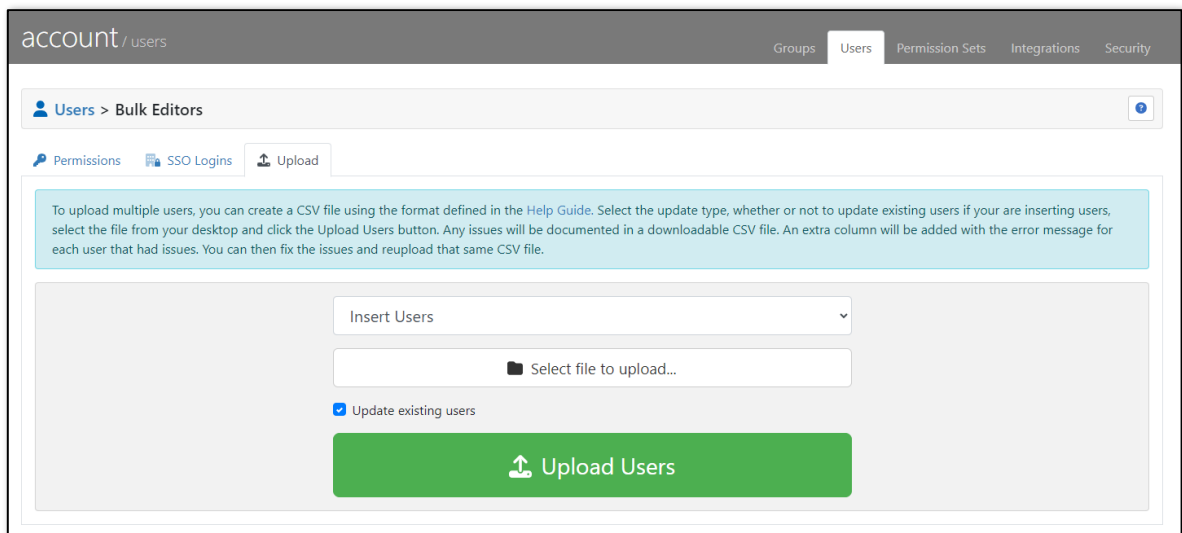 account / users
Groups Users Permission Sets Integrations Security
Users > Bulk Editors
Permissions SSO Logins Upload
To upload multiple users, you can create a CSV file using the format defined in the Help Guide. Select the update type, whether or not to update existing users if your are inserting users,
select the file from your desktop and click the Upload Users button. Any issues will be documented in a downloadable CSV file. An extra column will be added with the error message for
each user that had issues. You can then fix the issues and reupload that same CSV file.
Insert Users
Select file to upload...
Update existing users
Upload Users